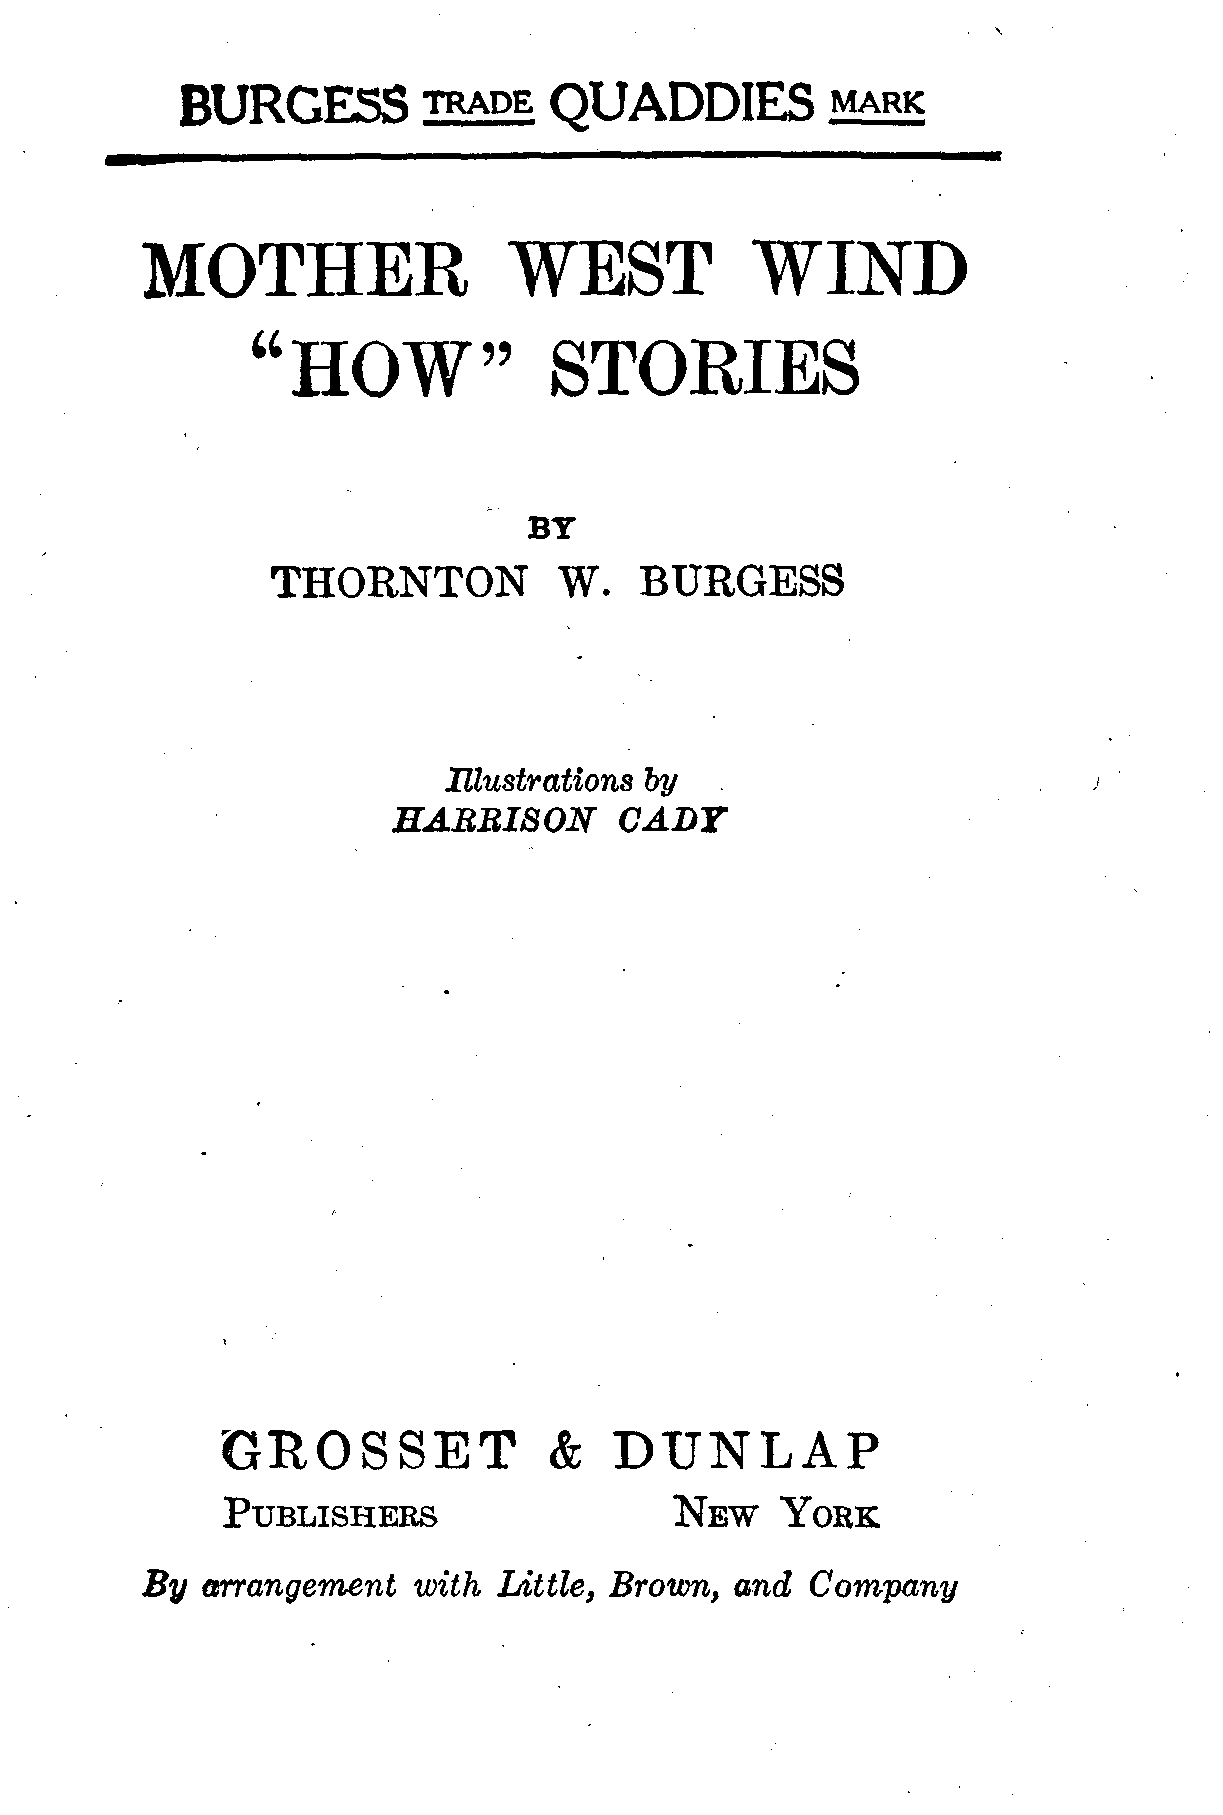 BURGESS TRADE QUADDIES MARK
MOTHER WEST WIND
“HOW” STORIES
BY
THORNTON W. BURGESS
Illustrations by
HARRISON CADY
GROSSET & DUNLAP
PUBLISHERS NEW YORK
By arrangement with Little, Brown, and Company